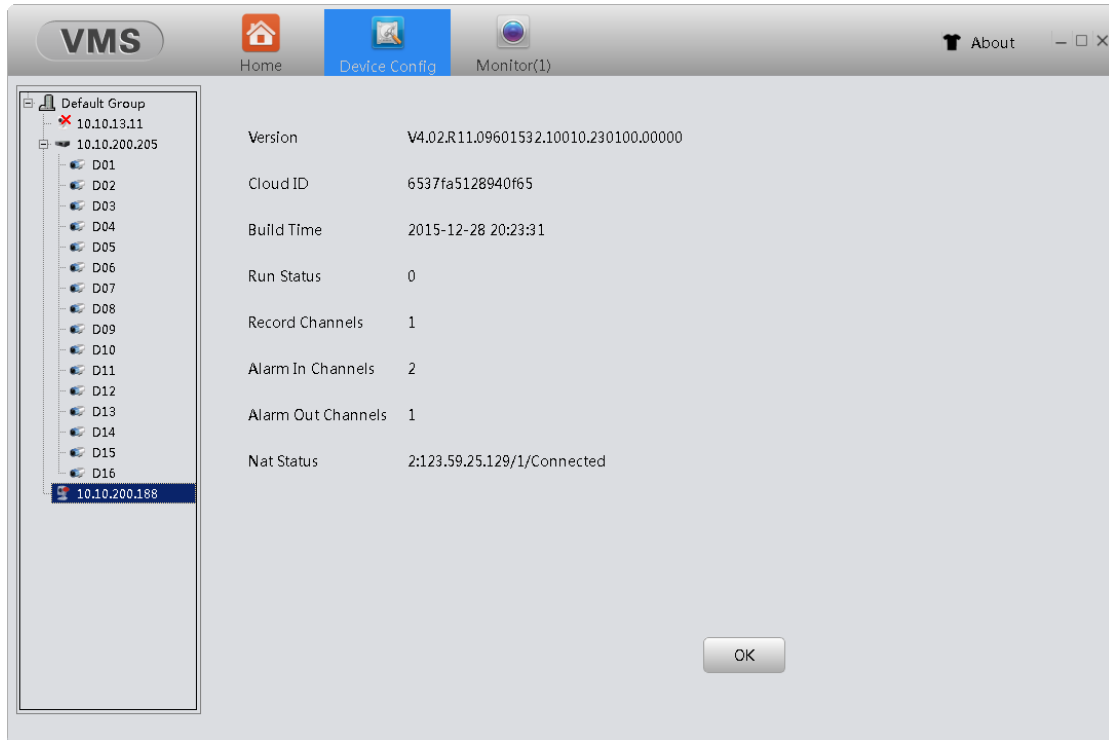 VMS
Home
Device Config
Monitor(1)
About
Default Group
10.10.13.11
10.10.200.205
D01
D02
D03
D04
D05
D06
D07
D08
D09
D10
D11
D12
D13
D14
D15
D16
10.10.200.188
Version V4.02.R11.09601532.10010.230100.00000
Cloud ID 6537fa5128940f65
Build Time 2015-12-28 20:23:31
Run Status 0
Record Channels 1
Alarm In Channels 2
Alarm Out Channels 1
Nat Status 2:123.59.25.129/1/Connected
OK